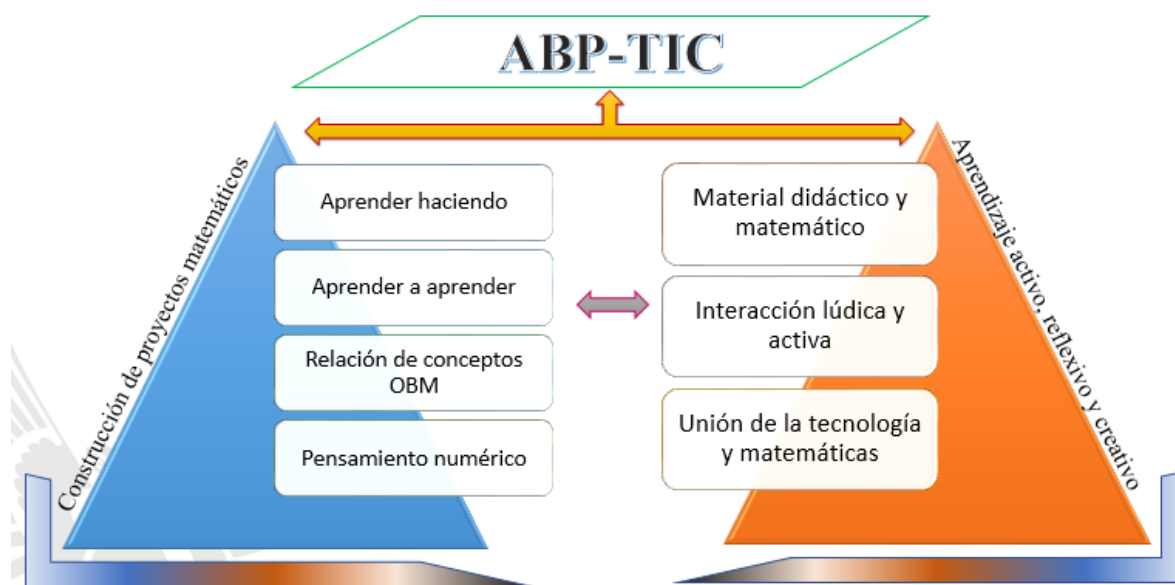 ABP-TIC
Construcción de proyectos matemáticos
Aprender haciendo
Aprender a aprender
Relación de conceptos
OBM
Pensamiento numérico
Material didáctico y
matemático
Interacción lúdica y
activa
Unión de la tecnología
y matemáticas
Aprendizaje activo, reflexivo y creativo